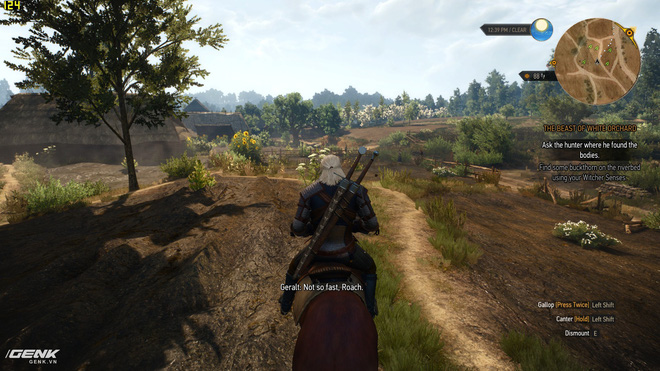 124
12:39 PM / CLEAR
88
THE BEAST OF WHITE ORCHARD
Ask the hunter where he found the
bodies.
Find some buckthorn on the riverbed
using your Witcher Senses.
Geralt: Not so fast, Roach.
Gallop [Press Twice] Left Shift
Canter [Hold] Left Shift
Dismount E
GENK
GENK.VN